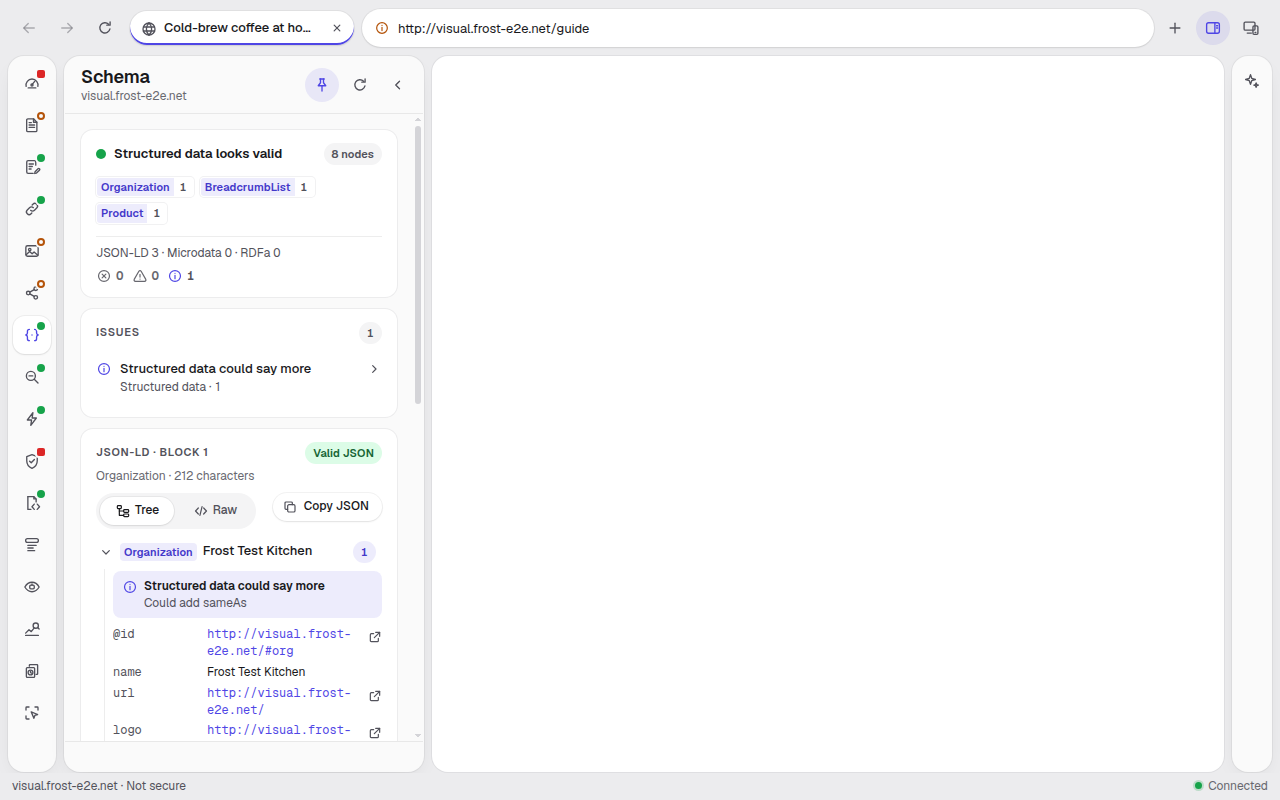 Cold-brew coffee at ho...
http://visual.frost-e2e.net/guide
Schema
visual.frost-e2e.net
Structured data looks valid
8 nodes
Organization 1
BreadcrumbList 1
Product 1
JSON-LD 3 · Microdata 0 · RDFa 0
0 0 1
ISSUES
1
Structured data could say more
Structured data · 1
JSON-LD · BLOCK 1
Valid JSON
Organization · 212 characters
Tree
Raw
Copy JSON
Organization Frost Test Kitchen 1
Structured data could say more
Could add sameAs
@id http://visual.frost-
e2e.net/#org
name Frost Test Kitchen
url http://visual.frost-
e2e.net/
logo http://visual.frost-
visual.frost-e2e.net · Not secure
Connected